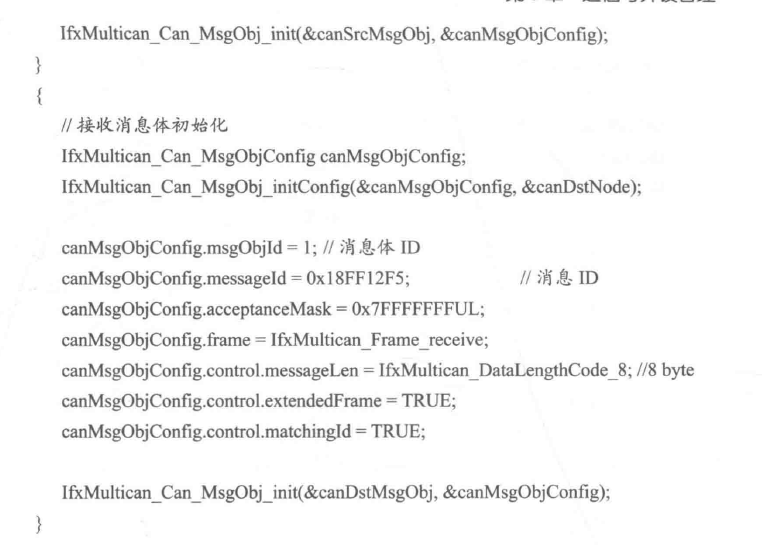 IfxMultican_Can_MsgObj_init(&canSrcMsgObj, &canMsgObjConfig);
}
{
// 接收消息体初始化
IfxMultican_Can_MsgObjConfig canMsgObjConfig;
IfxMultican_Can_MsgObj_initConfig(&canMsgObjConfig, &canDstNode);
canMsgObjConfig.msgObjId = 1; // 消息体 ID
canMsgObjConfig.messageId = 0x18FF12F5; // 消息 ID
canMsgObjConfig.acceptanceMask = 0x7FFFFFFFUL;
canMsgObjConfig.frame = IfxMultican_Frame_receive;
canMsgObjConfig.control.messageLen = IfxMultican_DataLengthCode_8; //8 byte
canMsgObjConfig.control.extendedFrame = TRUE;
canMsgObjConfig.control.matchingId = TRUE;
IfxMultican_Can_MsgObj_init(&canDstMsgObj, &canMsgObjConfig);
}